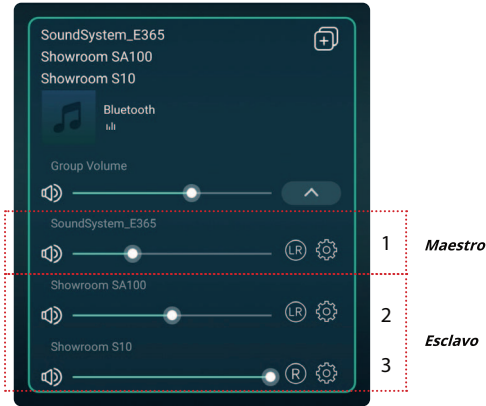 SoundSystem_E365
Showroom SA100
Showroom S10
Bluetooth
Group Volume
SoundSystem_E365
LR
1
Maestro
Showroom SA100
LR
2
Esclavo
Showroom S10
R
3